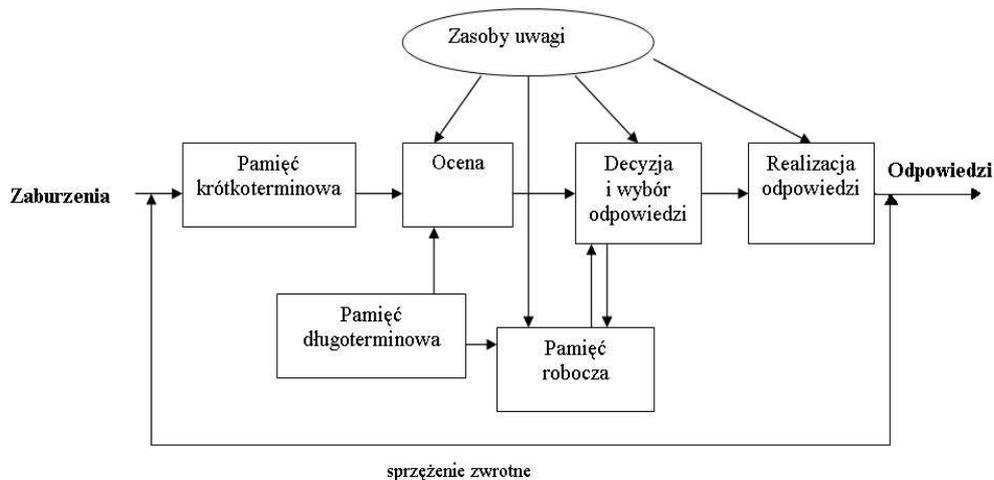 Zasoby uwagi
Pamięć
krótkoterminowa
Ocena
Decyzja
i wybór
odpowiedzi
Realizacja
odpowiedzi
Odpowiedzi
Zaburzenia
Pamięć
długoterminowa
Pamięć
robocza
sprzężenie zwrotne